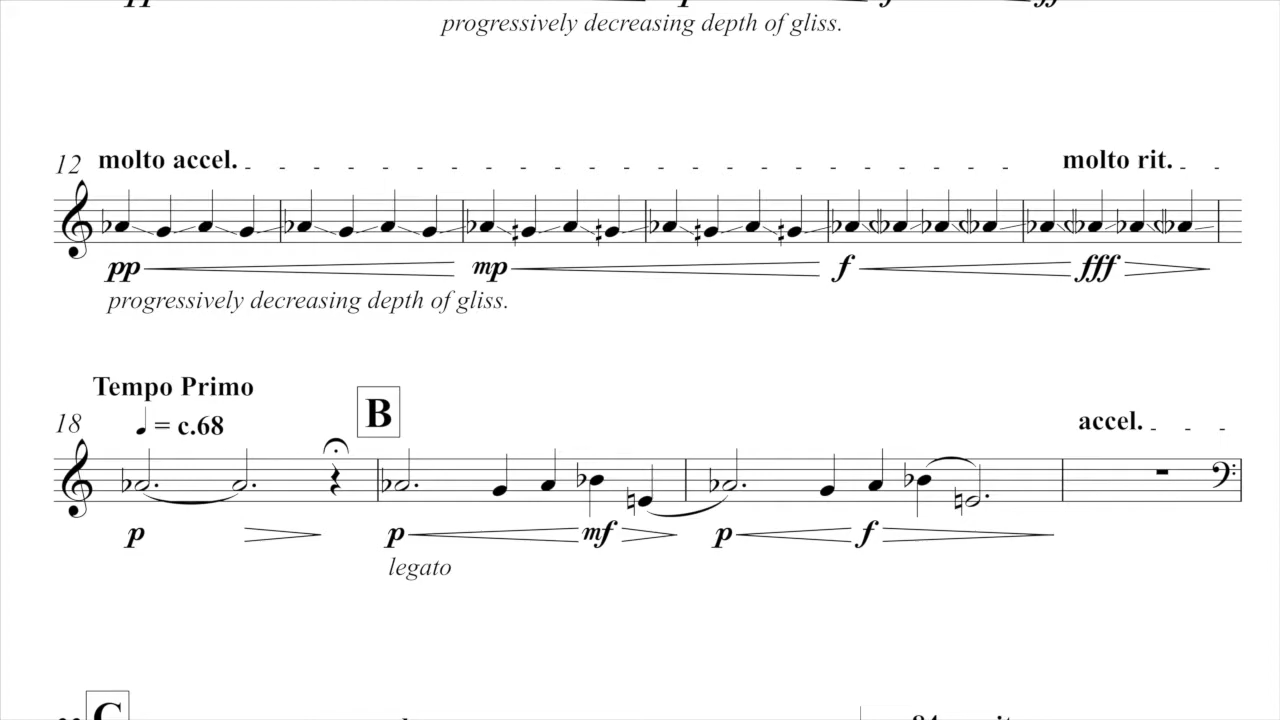 progressively decreasing depth of gliss.
12 molto accel. molto rit.
pp mp f fff
progressively decreasing depth of gliss.
Tempo Primo
18 = c.68 B accel.
p p mf p f
legato
C